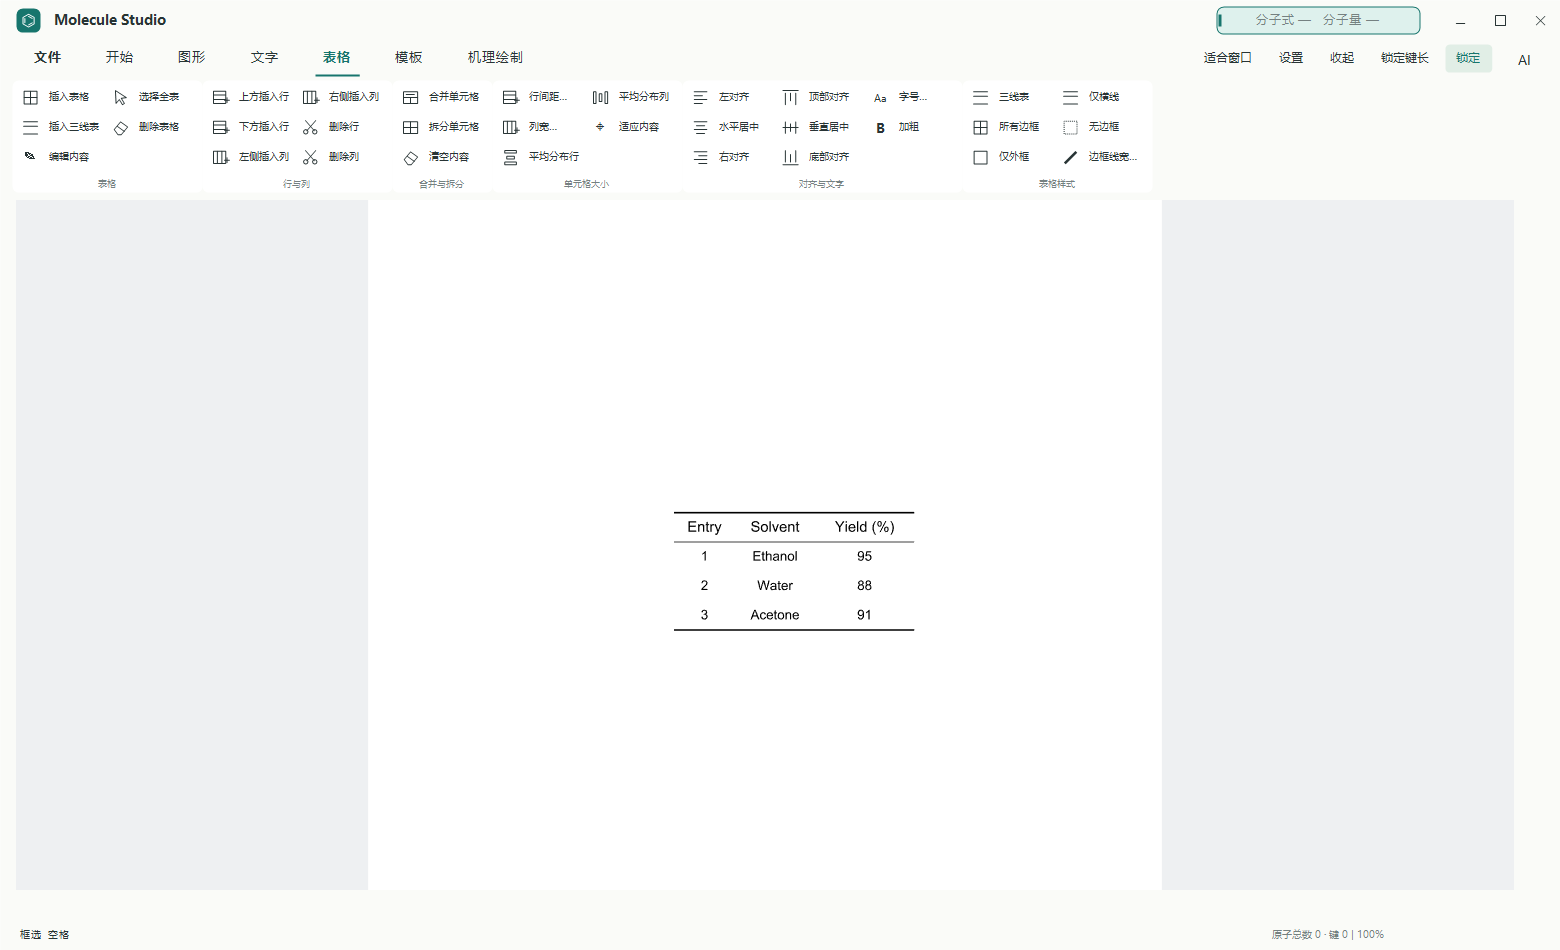 Molecule Studio
分子式 — 分子量 —
文件 开始 图形 文字 表格 模板 机理绘制 适合窗口 设置 收起 锁定键长 锁定 AI
插入表格 选择全表 上方插入行 右侧插入列 合并单元格 行间距... 平均分布列 左对齐 顶部对齐 Aa 字号... 三线表 仅横线
插入三线表 删除表格 下方插入行 删除行 拆分单元格 列宽... 适应内容 水平居中 垂直居中 B 加粗 所有边框 无边框
编辑内容 左侧插入列 删除列 清空内容 平均分布行 右对齐 底部对齐 仅外框 边框线宽...
表格 行与列 合并与拆分 单元格大小 对齐与文字 表格样式
Entry Solvent Yield (%)
1 Ethanol 95
2 Water 88
3 Acetone 91
框选 空格 原子总数 0 · 键 0 | 100%